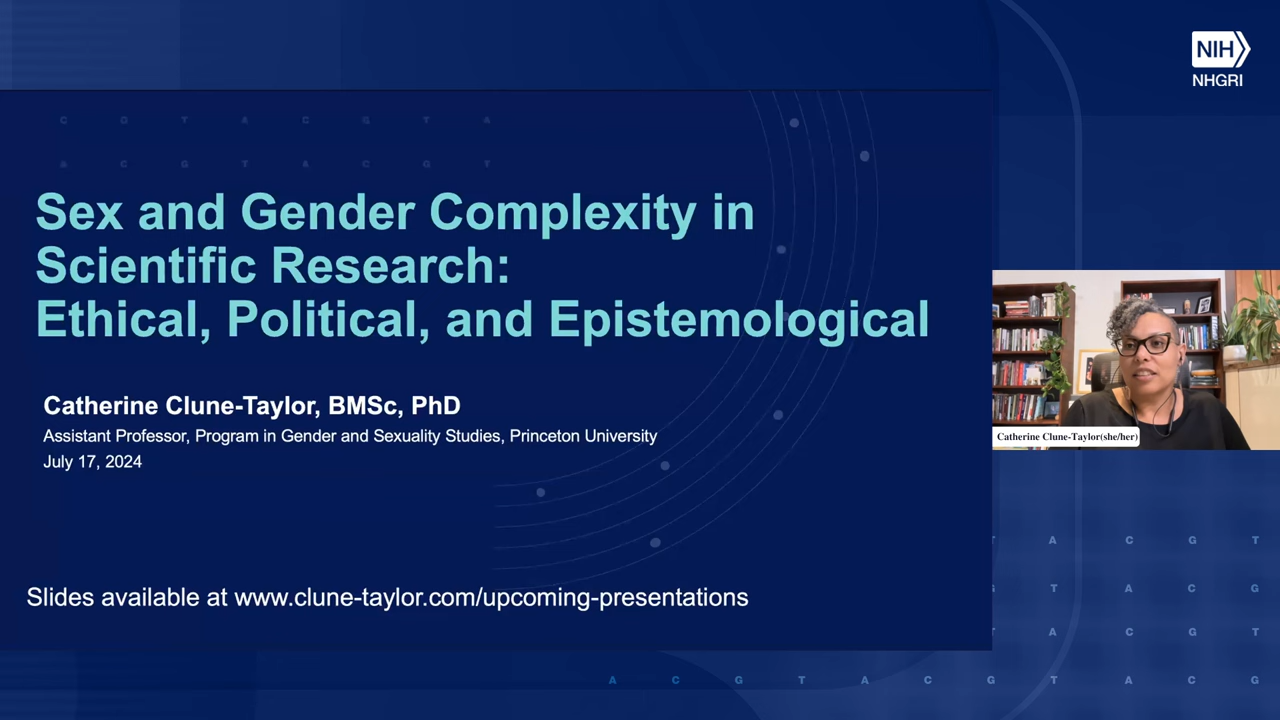 NIH
NHGRI
C G T A C G T A
A C G T A C G T
Sex and Gender Complexity in
Scientific Research:
Ethical, Political, and Epistemological
Catherine Clune-Taylor, BMSc, PhD
Assistant Professor, Program in Gender and Sexuality Studies, Princeton University
July 17, 2024
Catherine Clune-Taylor(she/her)
Slides available at www.clune-taylor.com/upcoming-presentations
T A C G T
G T A C G
T A C G T
A C G T A C G T A C G